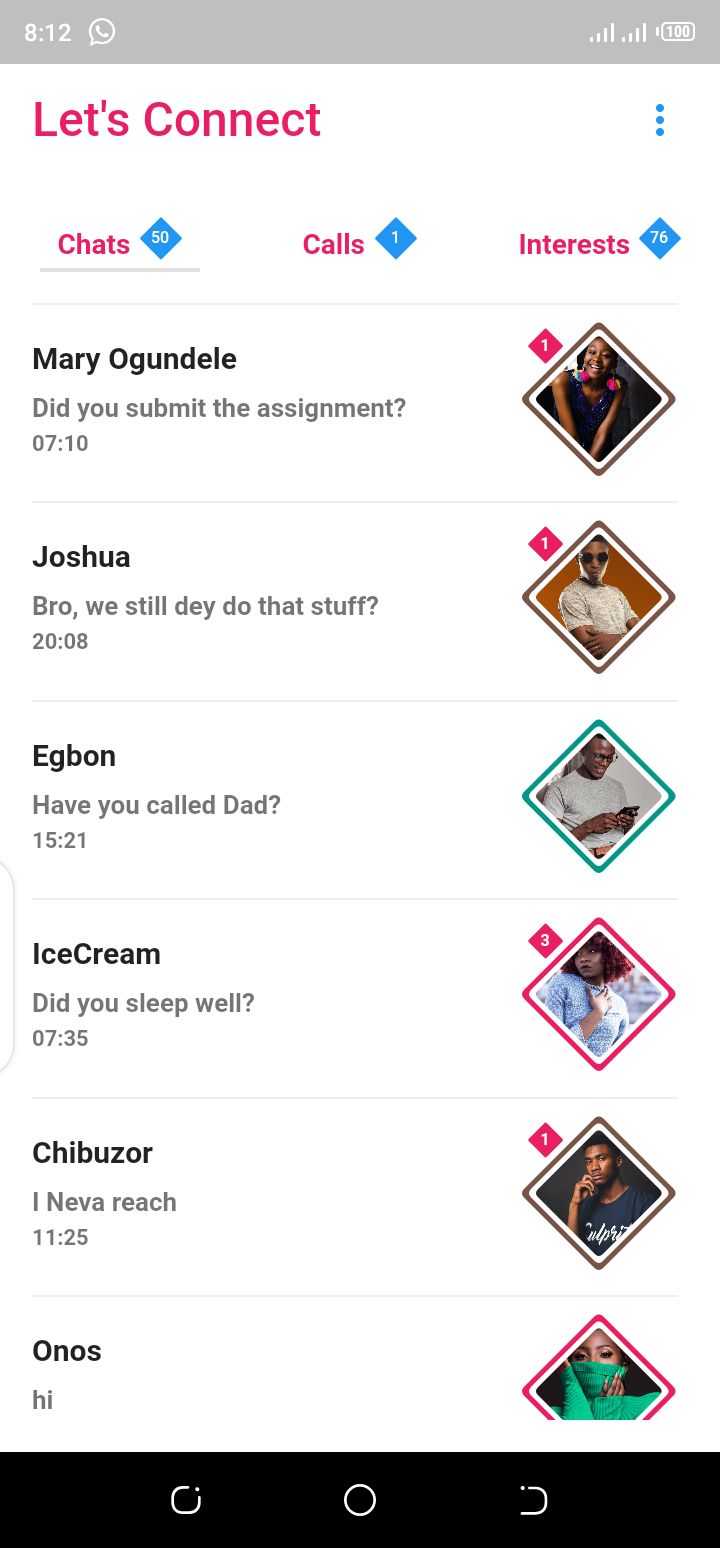 8:12 100
Let's Connect
Chats 50 Calls 1 Interests 76
Mary Ogundele 1
Did you submit the assignment?
07:10
Joshua 1
Bro, we still dey do that stuff?
20:08
Egbon
Have you called Dad?
15:21
IceCream 3
Did you sleep well?
07:35
Chibuzor 1
I Neva reach
11:25
Onos
hi